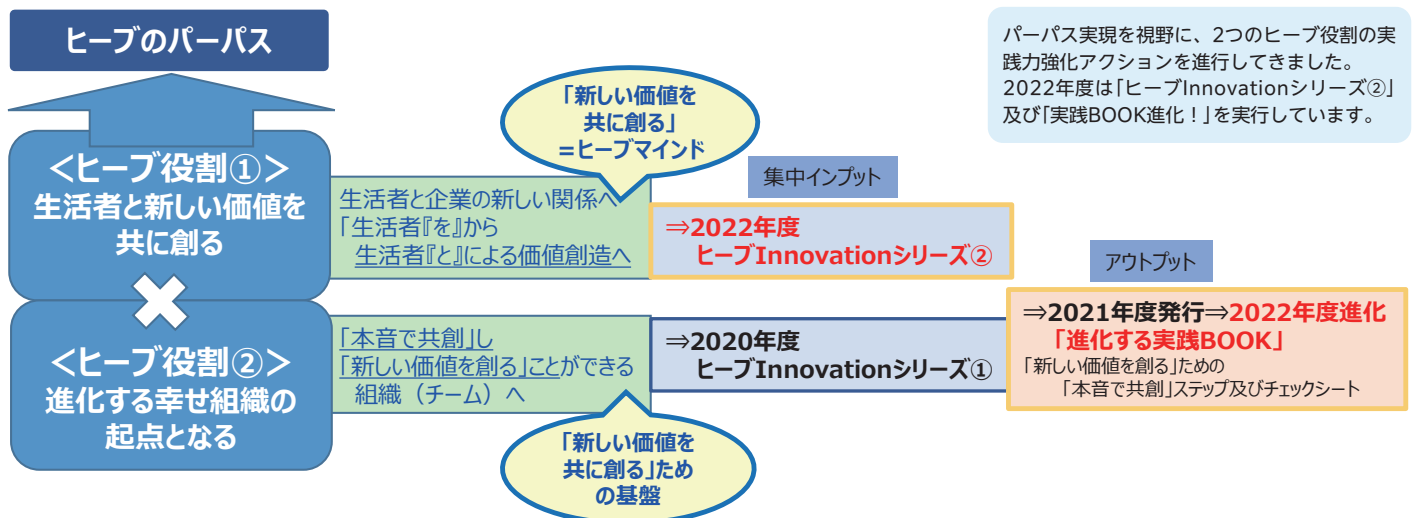 ヒーブのパーパス
パーパス実現を視野に、2つのヒーブ役割の実
践力強化アクションを進行してきました。
2022年度は｢ヒーブInnovationシリーズ②｣
及び｢実践BOOK進化！｣を実行しています。
＜ヒーブ役割①＞
生活者と新しい価値を
共に創る
「新しい価値を
共に創る」
＝ヒーブマインド
生活者と企業の新しい関係へ
「生活者『を』から
生活者『と』による価値創造へ
集中インプット
⇒2022年度
ヒーブInnovationシリーズ②
＜ヒーブ役割②＞
進化する幸せ組織の
起点となる
「本音で共創」し
「新しい価値を創る」ことができる
組織（チーム）へ
「新しい価値を
共に創る」ため
の基盤
⇒2020年度
ヒーブInnovationシリーズ①
アウトプット
⇒2021年度発行⇒2022年度進化
「進化する実践BOOK」
「新しい価値を創る」ための
「本音で共創」ステップ及びチェックシート